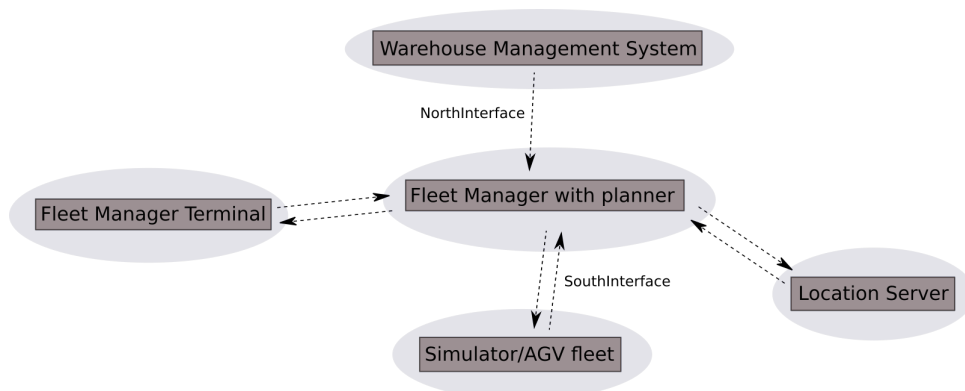 Warehouse Management System
NorthInterface
Fleet Manager with planner
Fleet Manager Terminal
SouthInterface
Location Server
Simulator/AGV fleet